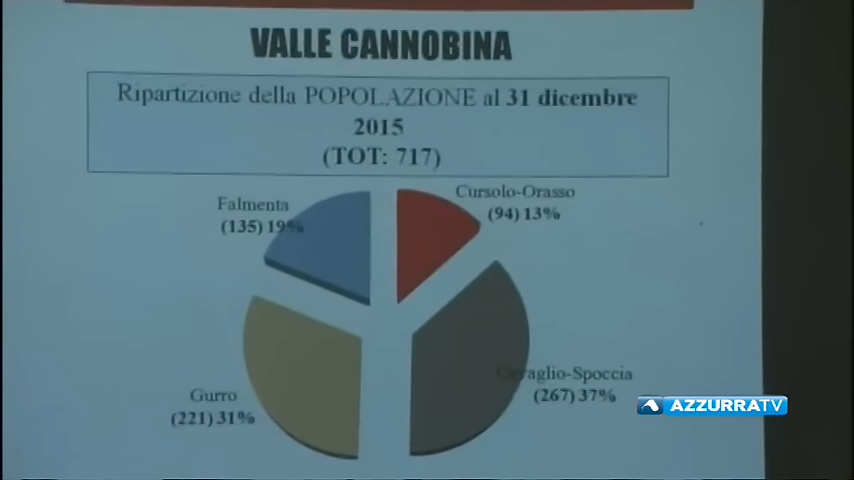 VALLE CANNOBINA
Ripartizione della POPOLAZIONE al 31 dicembre
2015
(TOT: 717)
Falmenta
(135) 19%
Cursolo-Orasso
(94) 13%
Cavaglio-Spoccia
(267) 37%
Gurro
(221) 31%
AZZURRATV